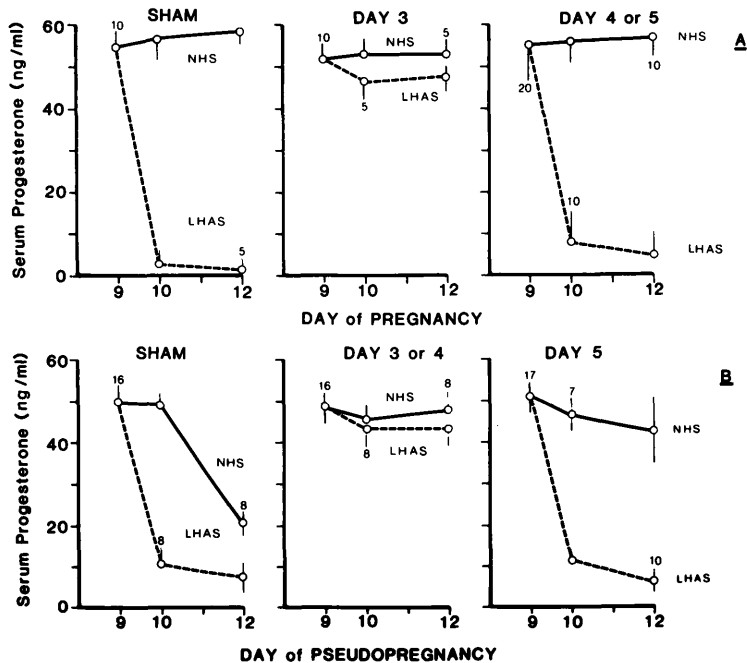 SHAM
DAY 3
DAY 4 or 5
A
Serum Progesterone (ng/ml)
60
40
20
0
10
NHS
LHAS
5
9 10 12
10
NHS
5
LHAS
5
9 10 12
20
NHS
10
10
LHAS
9 10 12
DAY of PREGNANCY
SHAM
DAY 3 or 4
DAY 5
B
Serum Progesterone (ng/ml)
60
40
20
0
16
NHS
8
LHAS
8
9 10 12
16
NHS
8
LHAS
8
9 10 12
17
7
NHS
10
LHAS
9 10 12
DAY of PSEUDOPREGNANCY